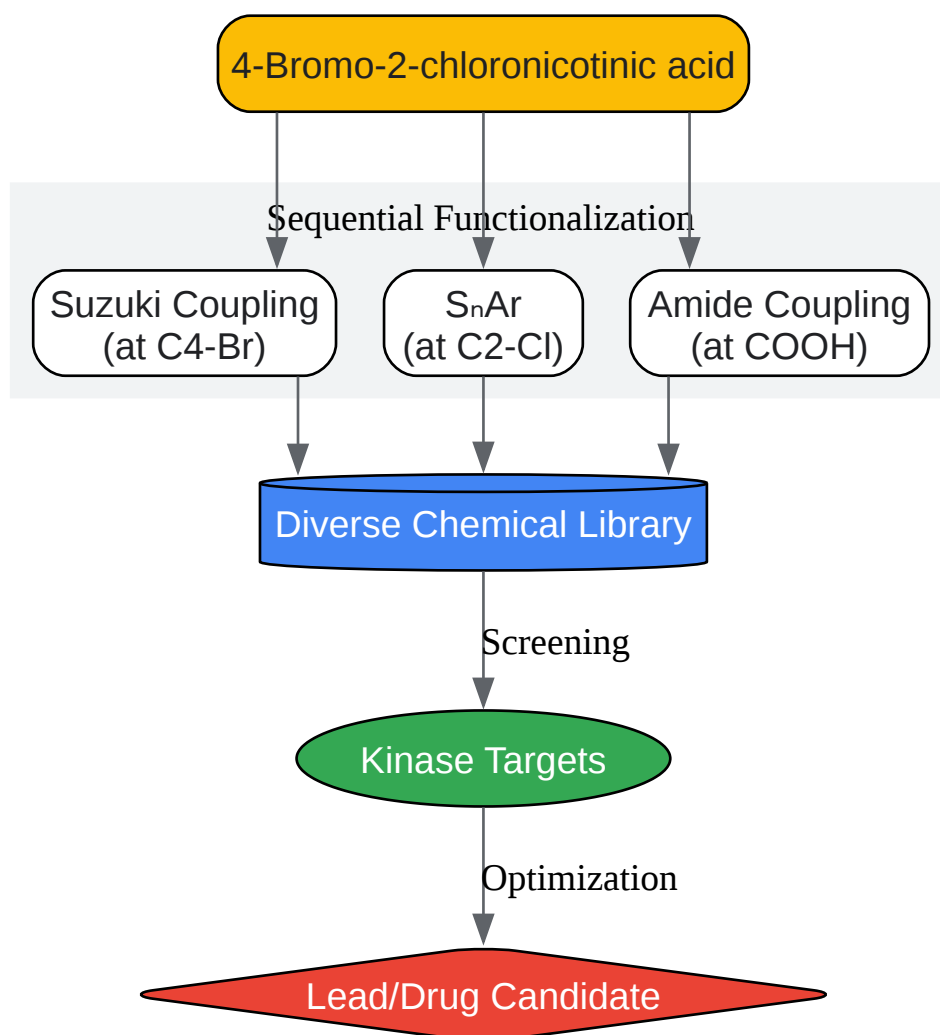 4-Bromo-2-chloronicotinic acid
Sequential Functionalization
Suzuki Coupling
(at C4-Br)
SₙAr
(at C2-Cl)
Amide Coupling
(at COOH)
Diverse Chemical Library
Screening
Kinase Targets
Optimization
Lead/Drug Candidate